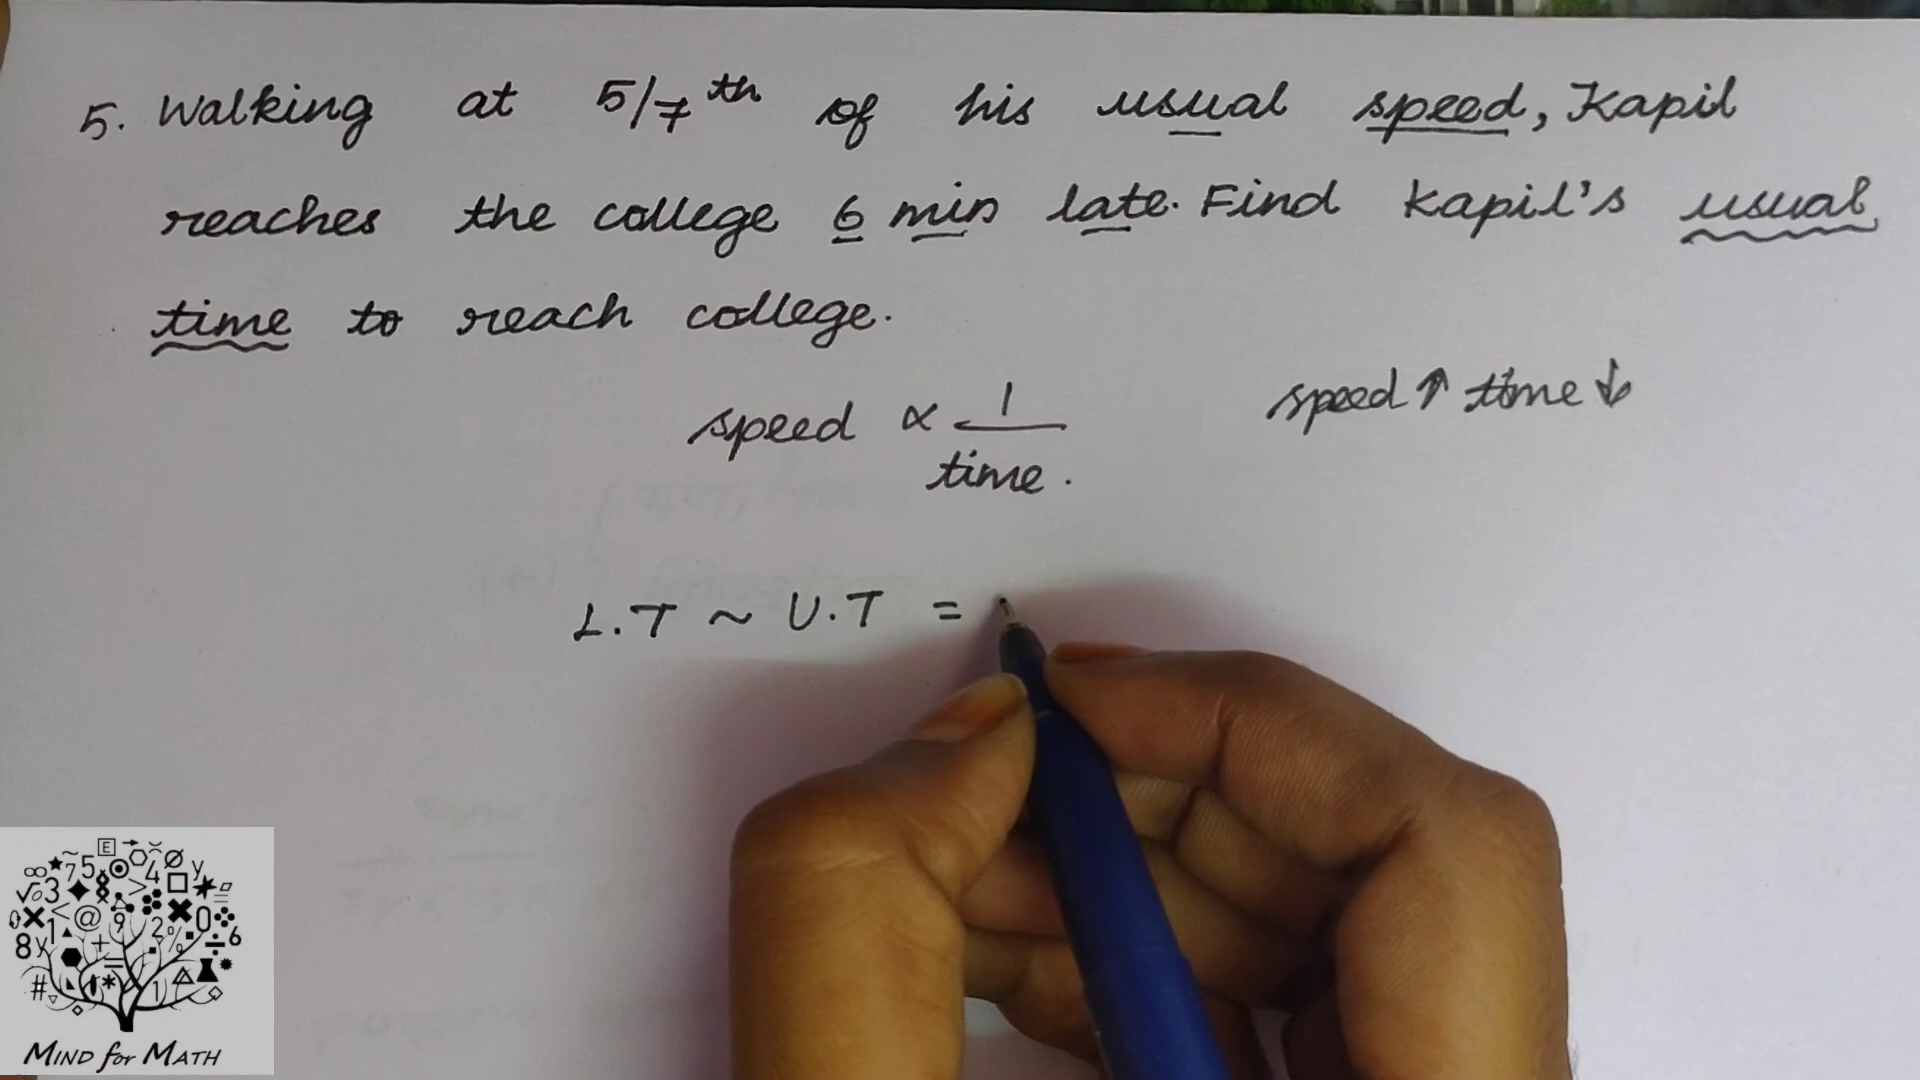 5. Walking at 5/7th of his usual speed, Kapil
reaches the college 6 min late. Find Kapil's usual
time to reach college.
speed ∝ 1/time.
speed ↑ time ↓
L.T ~ U.T =
MIND for MATH